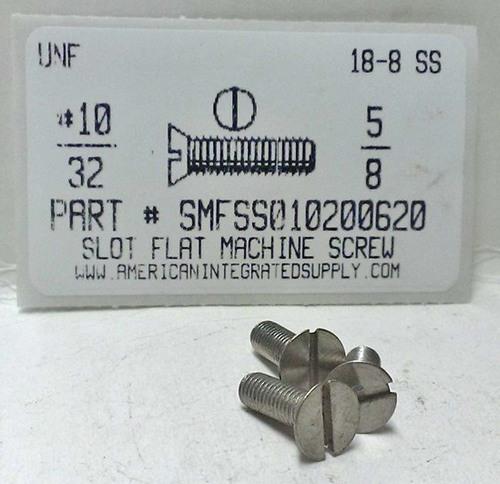 UNF 18-8 SS
#10 5
32 8
PART # SMFSS010200620
SLOT FLAT MACHINE SCREW
WWW.AMERICANINTEGRATEDSUPPLY.COM